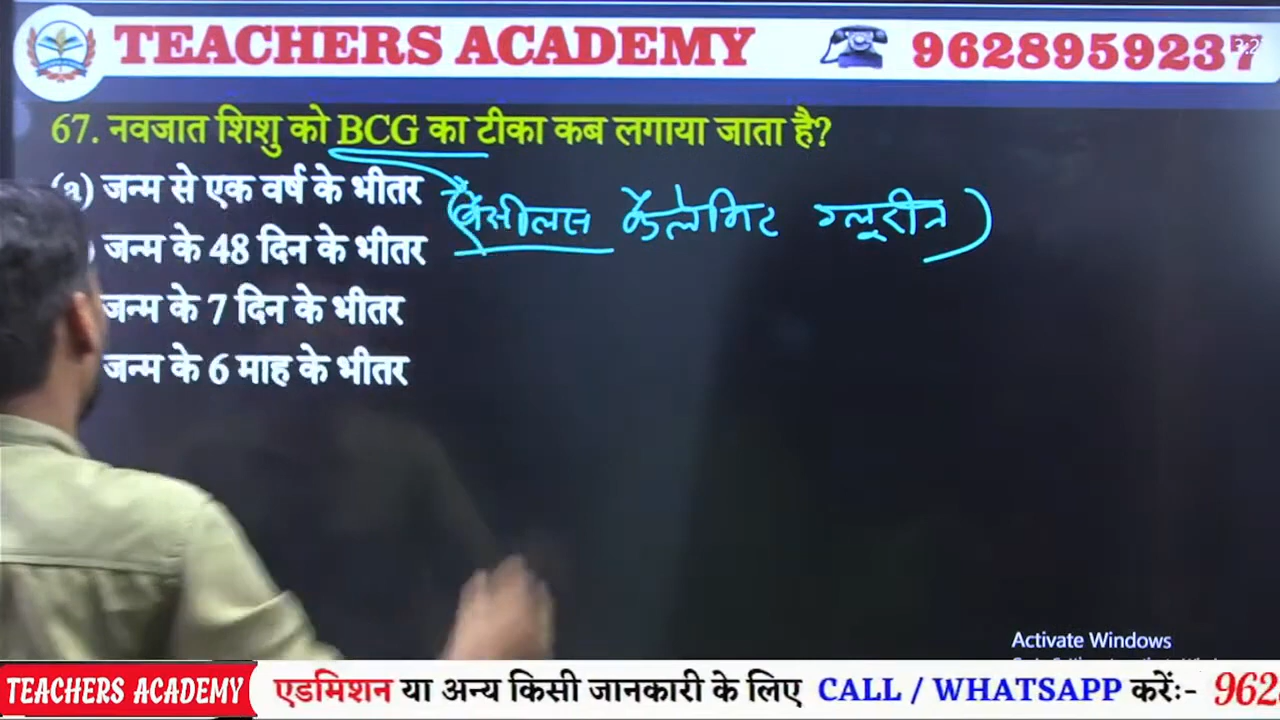 TEACHERS ACADEMY 9628959237
67. नवजात शिशु को BCG का टीका कब लगाया जाता है?
(a) जन्म से एक वर्ष के भीतर
(बैसीलस कैलेमिट ग्लूरीन)
जन्म के 48 दिन के भीतर
जन्म के 7 दिन के भीतर
जन्म के 6 माह के भीतर
Activate Windows
TEACHERS ACADEMY एडमिशन या अन्य किसी जानकारी के लिए CALL / WHATSAPP करेंः- 962